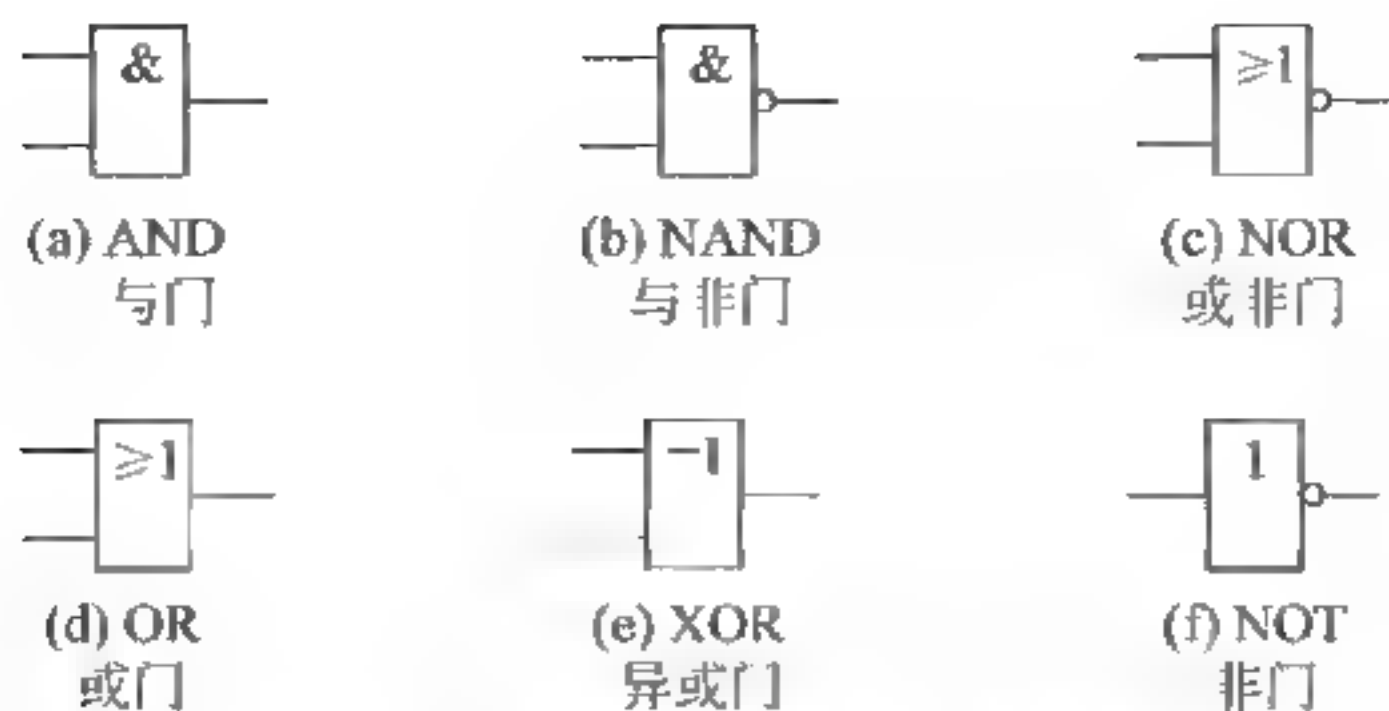 & & ≥1
(a) AND (b) NAND (c) NOR
与门 与非门 或非门
≥1 -1 1
(d) OR (e) XOR (f) NOT
或门 异或门 非门